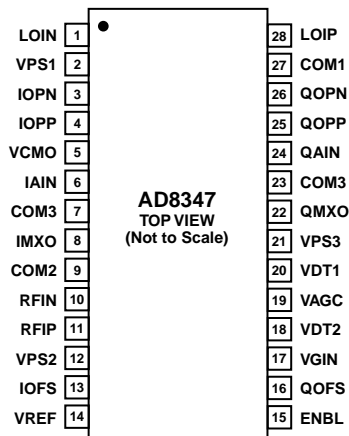 LOIN 1 28 LOIP
VPS1 2 27 COM1
IOPN 3 26 QOPN
IOPP 4 25 QOPP
VCMO 5 24 QAIN
IAIN 6 23 COM3
COM3 7 AD8347 22 QMXO
TOP VIEW
IMXO 8 (Not to Scale) 21 VPS3
COM2 9 20 VDT1
RFIN 10 19 VAGC
RFIP 11 18 VDT2
VPS2 12 17 VGIN
IOFS 13 16 QOFS
VREF 14 15 ENBL